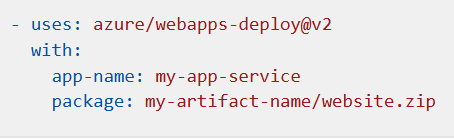 - uses: azure/webapps-deploy@v2
  with:
    app-name: my-app-service
    package: my-artifact-name/website.zip